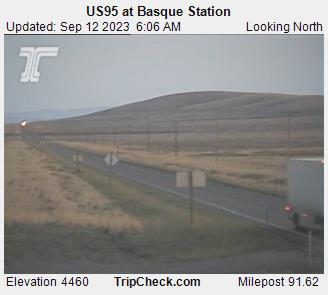 US95 at Basque Station
Updated: Sep 12 2023 6:06 AM Looking North
Elevation 4460 TripCheck.com Milepost 91.62